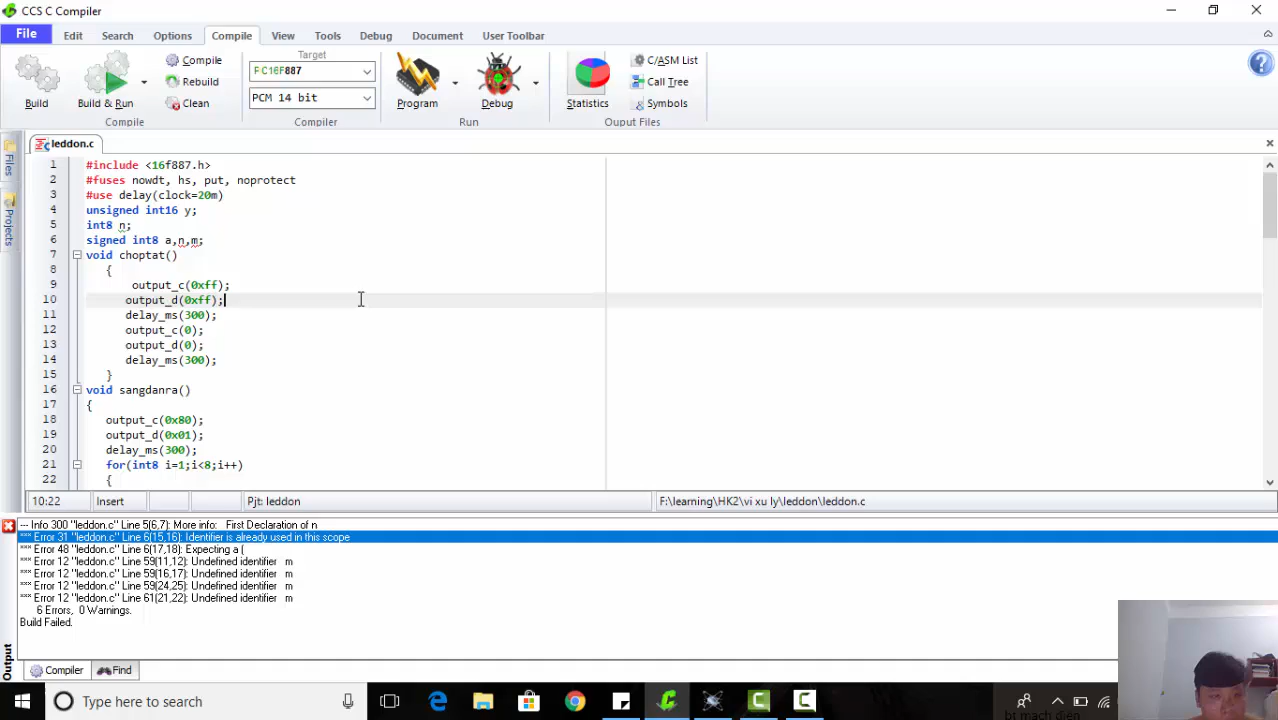 CCS C Compiler
File Edit Search Options Compile View Tools Debug Document User Toolbar
Compile
Rebuild
Clean
Build
Build & Run
Compile
Target
PC16F887
PCM 14 bit
Compiler
Program
Debug
Run
Statistics
C/ASM List
Call Tree
Symbols
Ouput Files
leddon.c
Files
Projects
1 #include <16f887.h>
2 #fuses nowdt, hs, put, noprotect
3 #use delay(clock=20m)
4 unsigned int16 y;
5 int8 n;
6 signed int8 a,n,m;
7 void choptat()
8 {
9 output_c(0xff);
10 output_d(0xff);
11 delay_ms(300);
12 output_c(0);
13 output_d(0);
14 delay_ms(300);
15 }
16 void sangdanra()
17 {
18 output_c(0x80);
19 output_d(0x01);
20 delay_ms(300);
21 for(int8 i=1;i<8;i++)
22 {
10:22 Insert Pjt: leddon F:\learning\HK2\vi xu ly\leddon\leddon.c
--- Info 300 "leddon.c" Line 5(6,7): More info: First Declaration of n
*** Error 31 "leddon.c" Line 6(15,16): Identifier is already used in this scope
*** Error 48 "leddon.c" Line 6(17,18): Expecting a (
*** Error 12 "leddon.c" Line 59(11,12): Undefined identifier m
*** Error 12 "leddon.c" Line 59(16,17): Undefined identifier m
*** Error 12 "leddon.c" Line 59(24,25): Undefined identifier m
*** Error 12 "leddon.c" Line 61(21,22): Undefined identifier m
6 Errors, 0 Warnings.
Build Failed.
Output
Compiler Find
Type here to search
bt mach dien